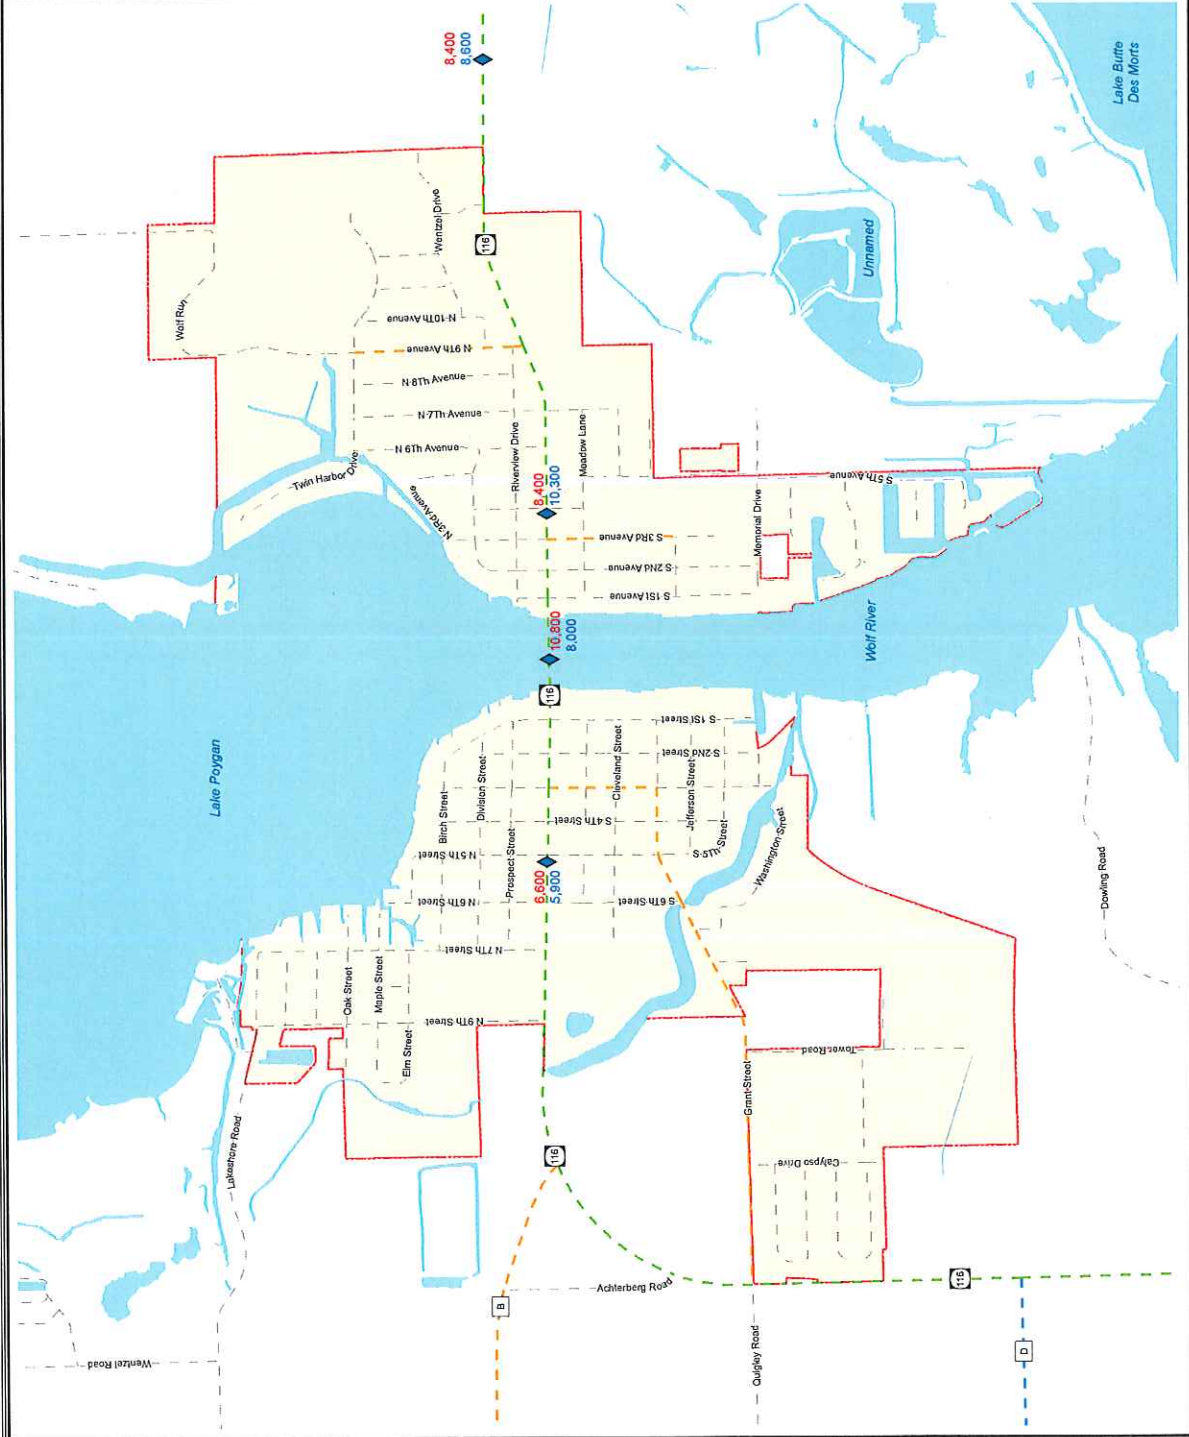 8,400
8,600
Lake Butte
Des Morts
Wentzel Drive
116
Unnamed
Wolf Run
N 10Th Avenue
N 9Th Avenue
N 8Th Avenue
N 7Th Avenue
N 6Th Avenue
Riverview Drive
Meadow Lane
Twin Harbor Drive
N 3Rd Avenue
8,400
10,300
S 5Th Avenue
Memorial Drive
S 3Rd Avenue
S 2Nd Avenue
S 1St Avenue
10,800
8,000
Wolf River
116
Lake Poygan
S 1St Street
S 2Nd Street
Cleveland Street
Birch Street
Division Street
Jefferson Street
S 4Th Street
Prospect Street
N 5Th Street
S 5Th Street
Washington Street
6,600
5,900
N 6Th Street
S 6Th Street
Dowling Road
N 7Th Street
Oak Street
Maple Street
N 9Th Street
Elm Street
Tower Road
Grant Street
Lakeshore Road
116
Calypso Drive
Achterberg Road
116
B
Wentzel Road
Quigley Road
D